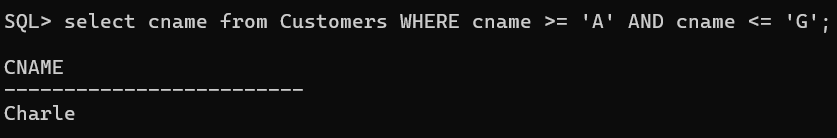 SQL> select cname from Customers WHERE cname >= 'A' AND cname <= 'G';
CNAME
-------------------------
Charle